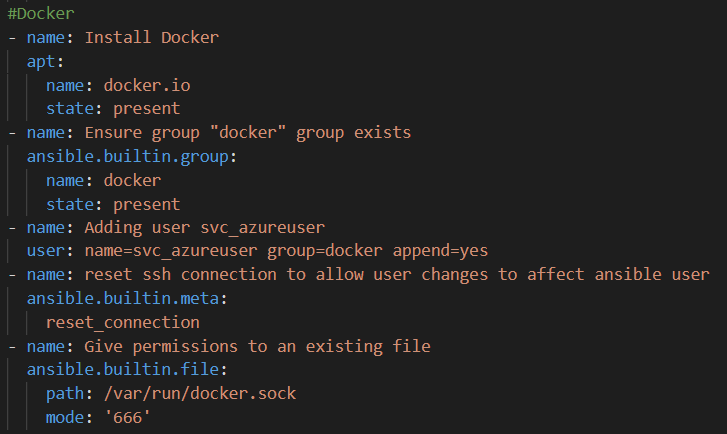 #Docker
- name: Install Docker
  apt:
    name: docker.io
    state: present
- name: Ensure group "docker" group exists
  ansible.builtin.group:
    name: docker
    state: present
- name: Adding user svc_azureuser
  user: name=svc_azureuser group=docker append=yes
- name: reset ssh connection to allow user changes to affect ansible user
  ansible.builtin.meta:
    reset_connection
- name: Give permissions to an existing file
  ansible.builtin.file:
    path: /var/run/docker.sock
    mode: '666'